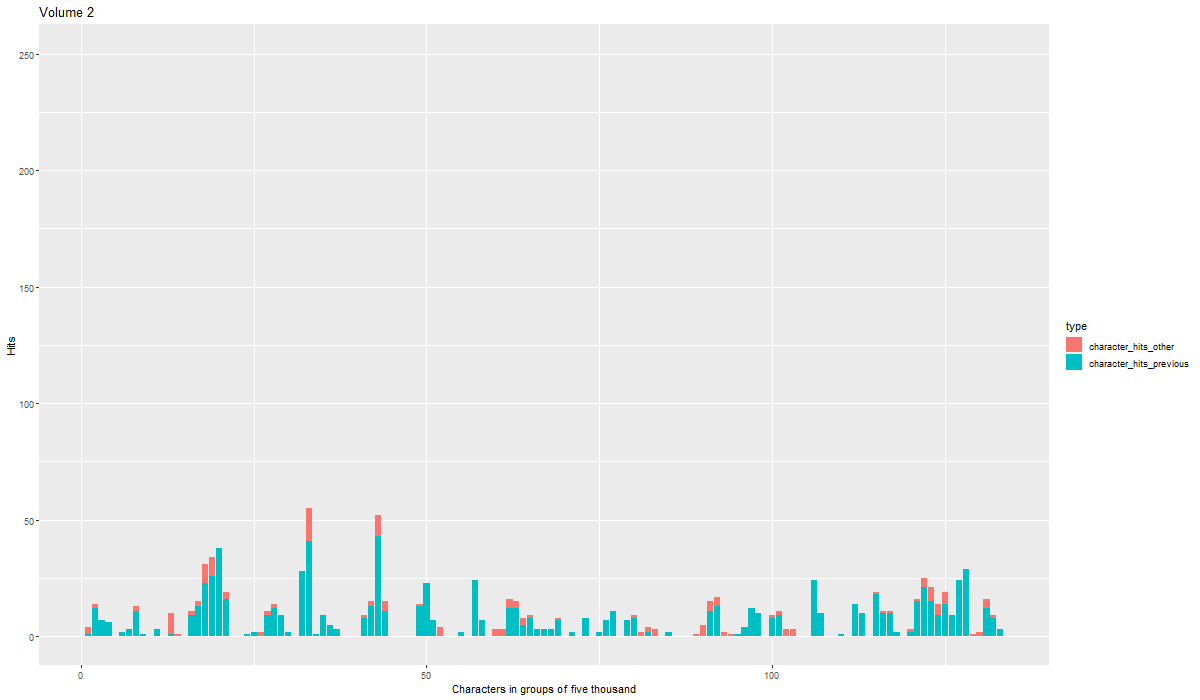 Volume 2
250
200
150
100
50
0
Hits
0
50
100
Characters in groups of five thousand
type
character_hits_other
character_hits_previous